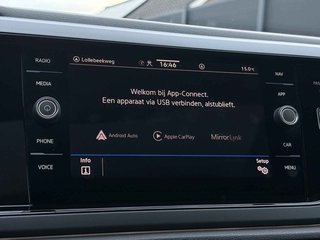 RADIO
MEDIA
PHONE
VOICE
Lollebeekweg
16:46
15.0
Welkom bij App-Connect.
Een apparaat via USB verbinden, alstublieft.
Android Auto
Apple CarPlay
MirrorLink
Info
Setup
NAV
APP
CAR
MENU